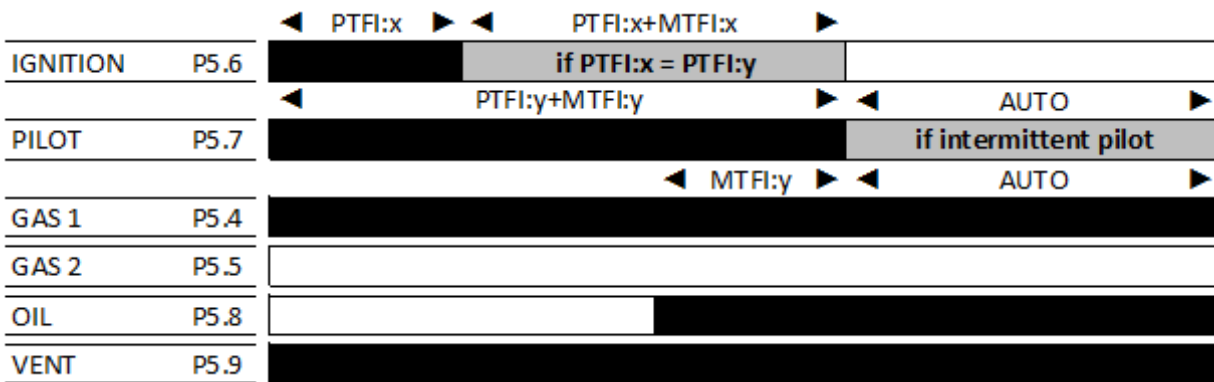 ◄ PTFI:x ► ◄ PTFI:x+MTFI:x ►
IGNITION P5.6 if PTFI:x = PTFI:y
◄ PTFI:y+MTFI:y ► ◄ AUTO ►
PILOT P5.7 if intermittent pilot
◄ MTFI:y ► ◄ AUTO ►
GAS 1 P5.4
GAS 2 P5.5
OIL P5.8
VENT P5.9